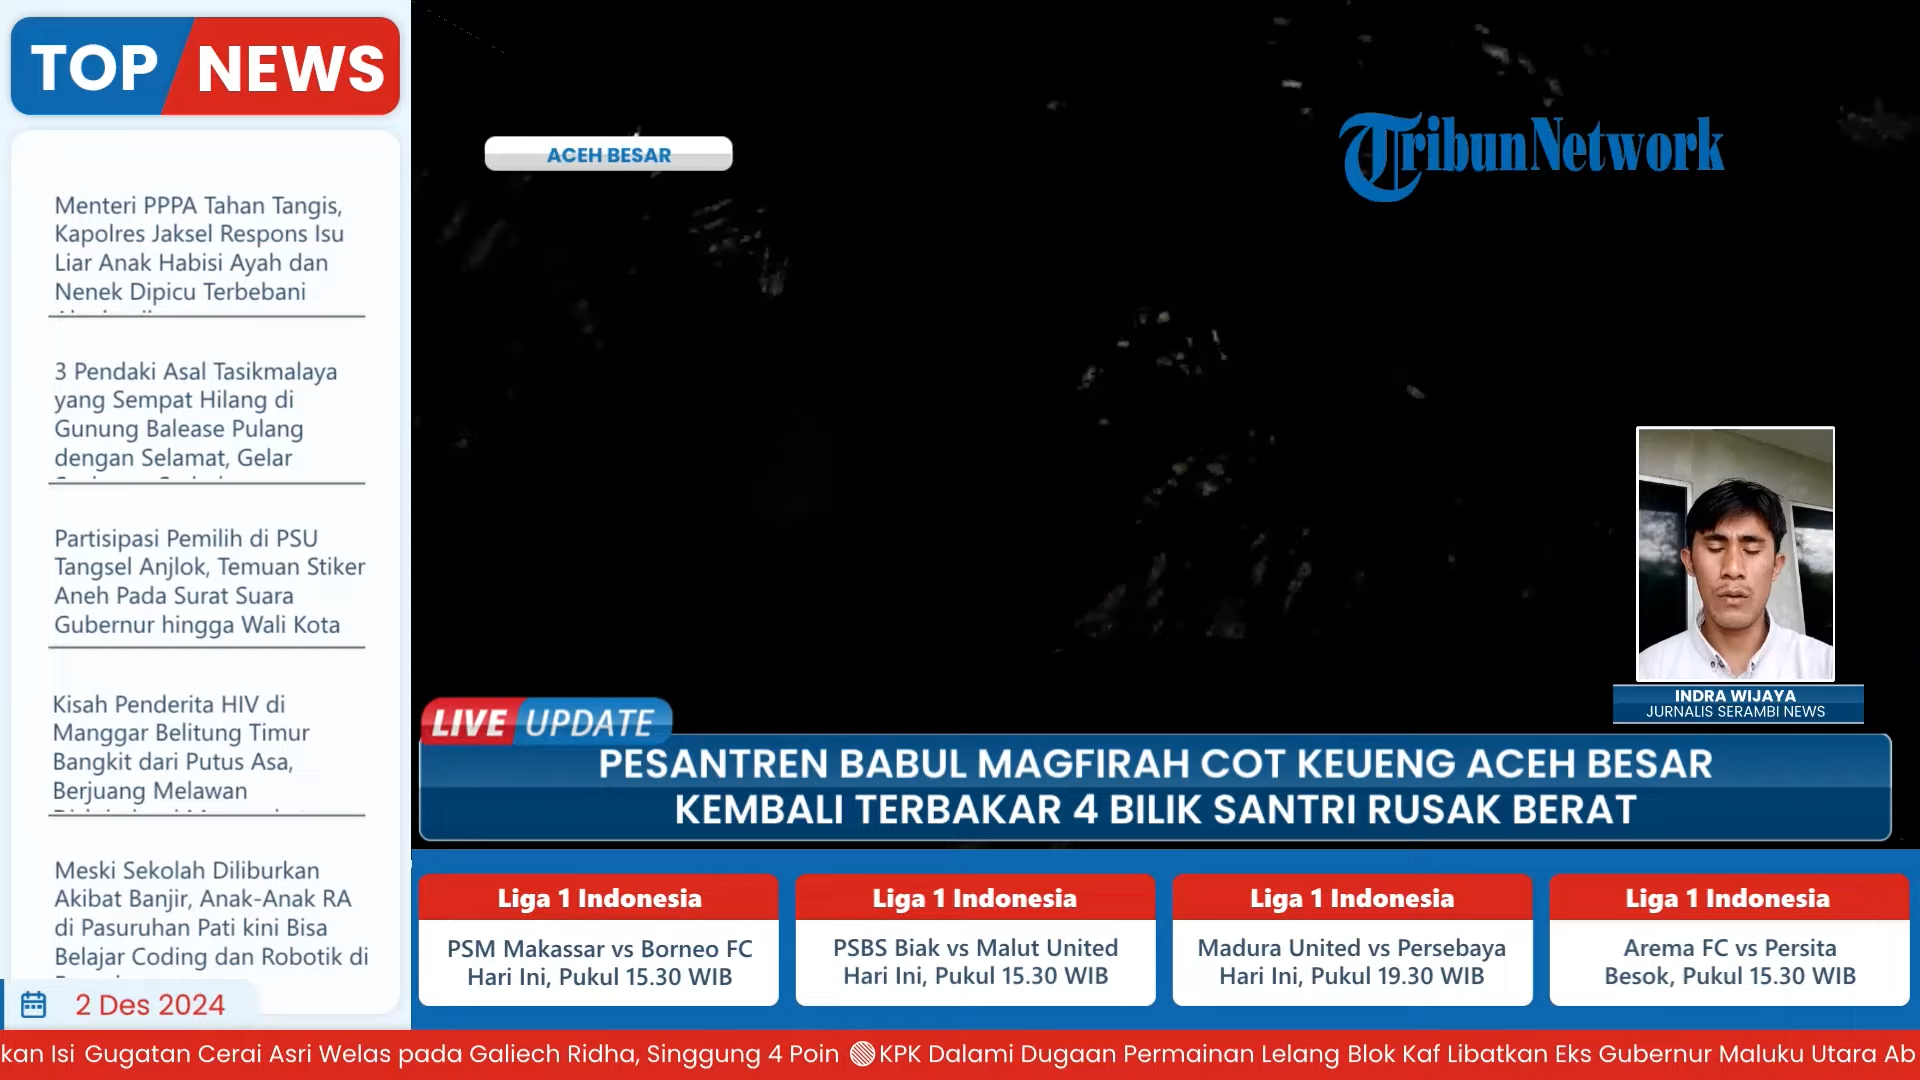 TOP NEWS
Menteri PPPA Tahan Tangis,
Kapolres Jaksel Respons Isu
Liar Anak Habisi Ayah dan
Nenek Dipicu Terbebani
3 Pendaki Asal Tasikmalaya
yang Sempat Hilang di
Gunung Balease Pulang
dengan Selamat, Gelar
Partisipasi Pemilih di PSU
Tangsel Anjlok, Temuan Stiker
Aneh Pada Surat Suara
Gubernur hingga Wali Kota
Kisah Penderita HIV di
Manggar Belitung Timur
Bangkit dari Putus Asa,
Berjuang Melawan
Meski Sekolah Diliburkan
Akibat Banjir, Anak-Anak RA
di Pasuruhan Pati kini Bisa
Belajar Coding dan Robotik di
2 Des 2024
ACEH BESAR
TribunNetwork
INDRA WIJAYA
JURNALIS SERAMBI NEWS
LIVE UPDATE
PESANTREN BABUL MAGFIRAH COT KEUENG ACEH BESAR
KEMBALI TERBAKAR 4 BILIK SANTRI RUSAK BERAT
Liga 1 Indonesia
PSM Makassar vs Borneo FC
Hari Ini, Pukul 15.30 WIB
Liga 1 Indonesia
PSBS Biak vs Malut United
Hari Ini, Pukul 15.30 WIB
Liga 1 Indonesia
Madura United vs Persebaya
Hari Ini, Pukul 19.30 WIB
Liga 1 Indonesia
Arema FC vs Persita
Besok, Pukul 15.30 WIB
kan Isi Gugatan Cerai Asri Welas pada Galiech Ridha, Singgung 4 Poin KPK Dalami Dugaan Permainan Lelang Blok Kaf Libatkan Eks Gubernur Maluku Utara Ab